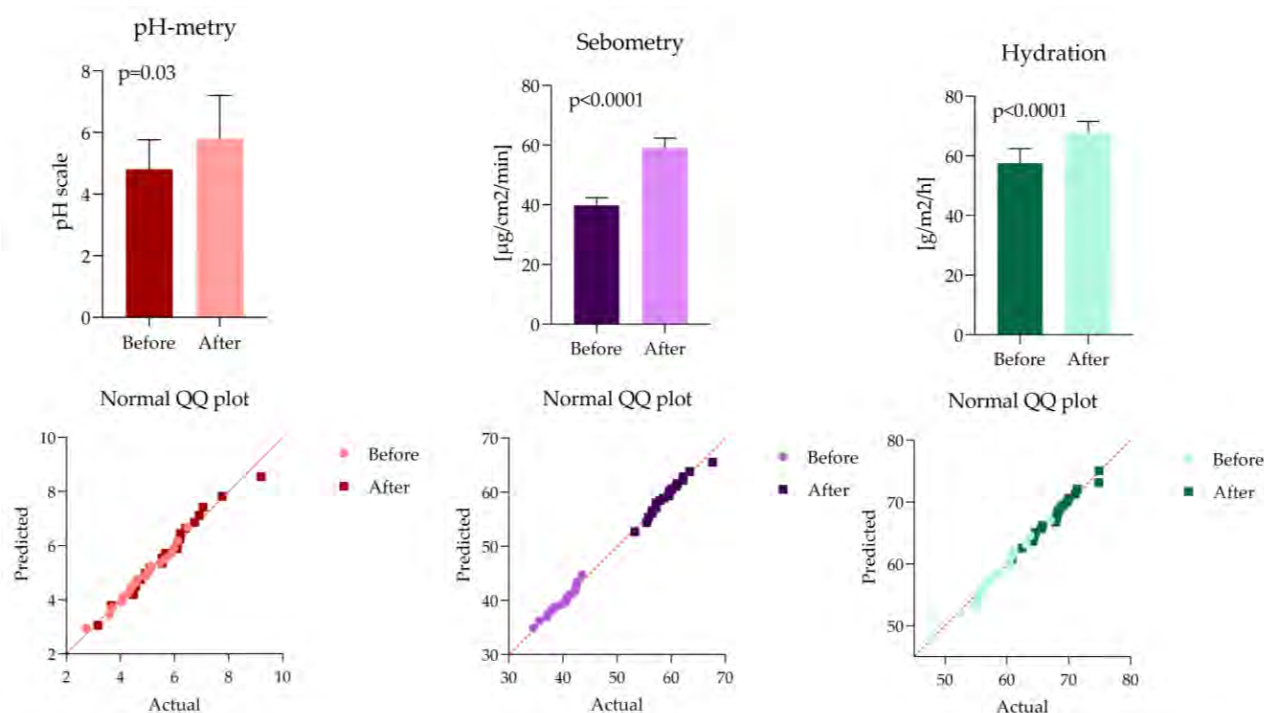 pH-metry
p=0.03
8
6
4
2
0
pH scale
Before After
Sebometry
p<0.0001
80
60
40
20
0
[µg/cm2/min]
Before After
Hydration
p<0.0001
80
60
40
20
0
[g/m2/h]
Before After
Normal QQ plot
10
8
6
4
2
Predicted
2 4 6 8 10
Actual
Before
After
Normal QQ plot
70
60
50
40
30
Predicted
30 40 50 60 70
Actual
Before
After
Normal QQ plot
80
70
60
50
Predicted
50 60 70 80
Actual
Before
After